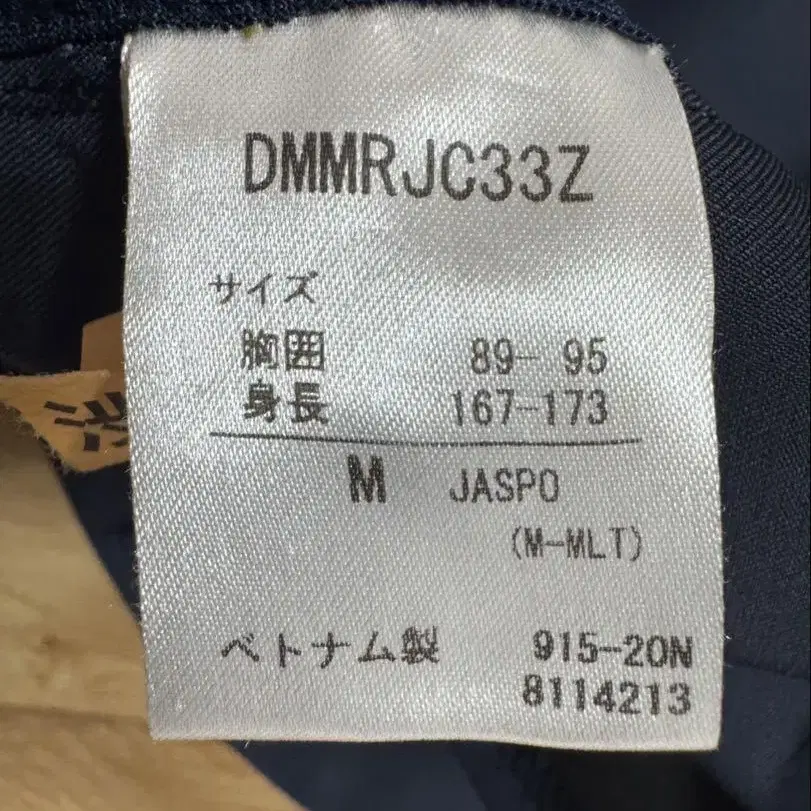 DMMRJC33Z
サイズ
胸囲 89-95
身長 167-173
M JASPO
(M-MLT)
ベトナム製 915-20N
8114213